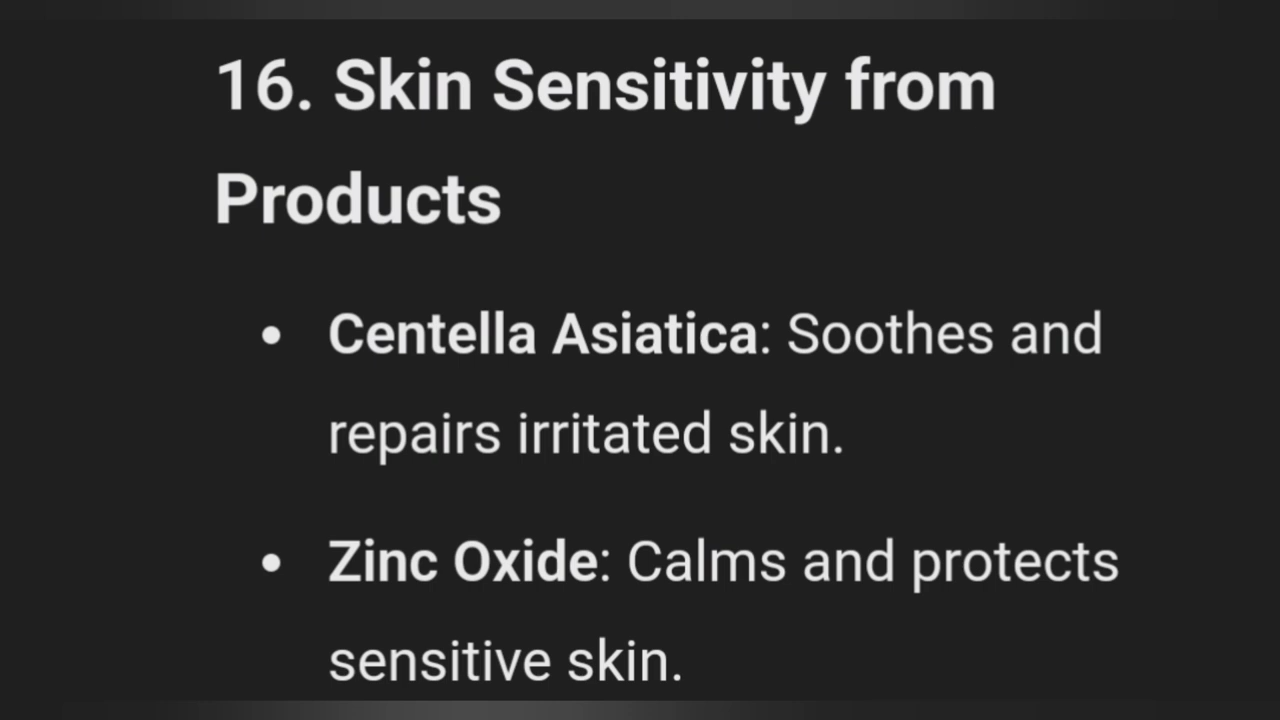 16. Skin Sensitivity from
Products
• Centella Asiatica: Soothes and
repairs irritated skin.
• Zinc Oxide: Calms and protects
sensitive skin.